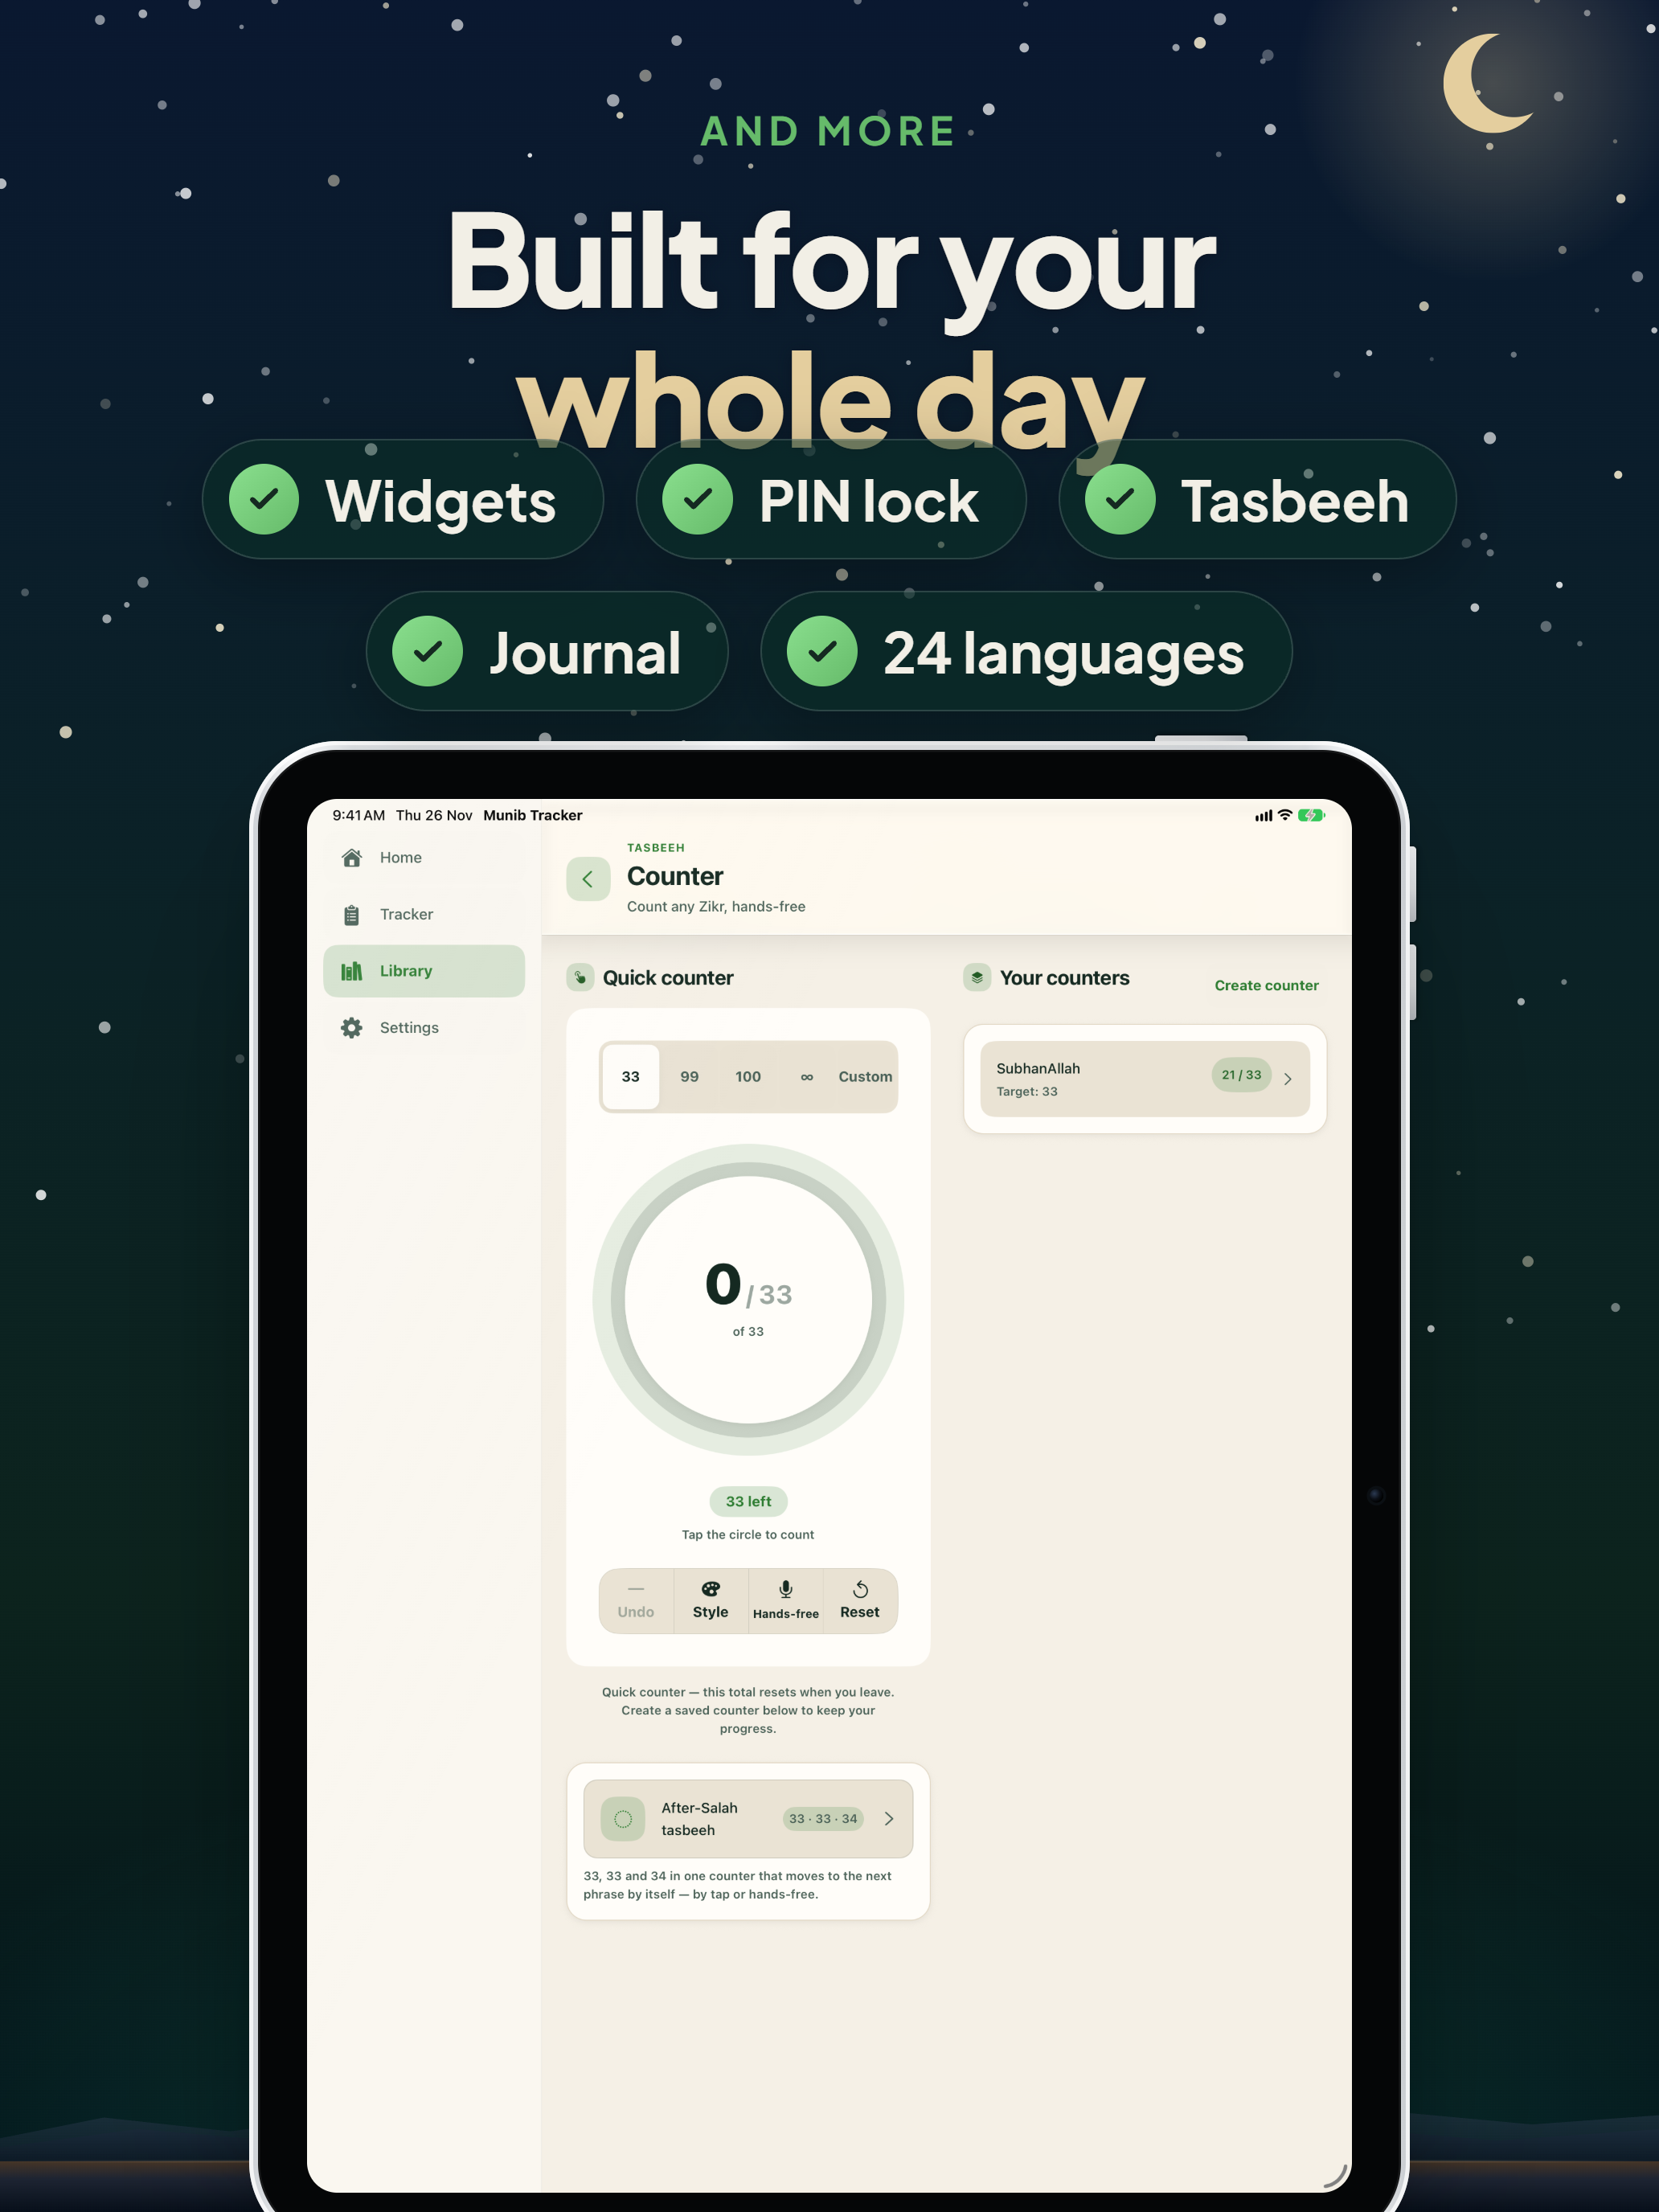 AND MORE
Built for your
whole day
Widgets
PIN lock
Tasbeeh
Journal
24 languages
9:41 AM Thu 26 Nov Munib Tracker
Home
Tracker
Library
Settings
TASBEEH
Counter
Count any Zikr, hands-free
Quick counter
33 99 100 ∞ Custom
0 / 33
of 33
33 left
Tap the circle to count
Undo Style Hands-free Reset
Quick counter — this total resets when you leave.
Create a saved counter below to keep your
progress.
After-Salah
tasbeeh
33 · 33 · 34
33, 33 and 34 in one counter that moves to the next
phrase by itself — by tap or hands-free.
Your counters
Create counter
SubhanAllah
Target: 33
21 / 33